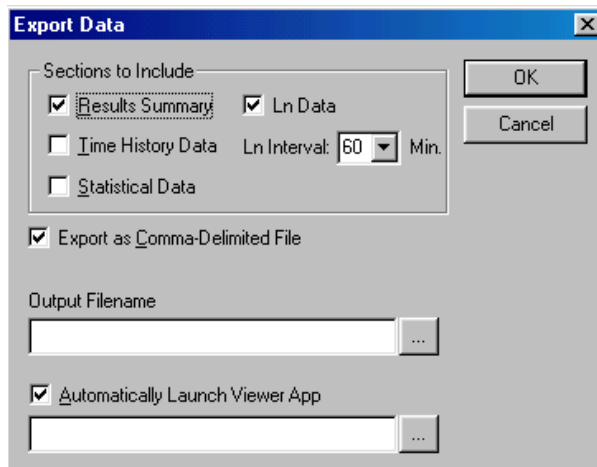 Export Data
Sections to Include
Results Summary
Ln Data
Time History Data
Ln Interval: 60 Min.
Statistical Data
Export as Comma-Delimited File
Output Filename
...
Automatically Launch Viewer App
...
OK
Cancel